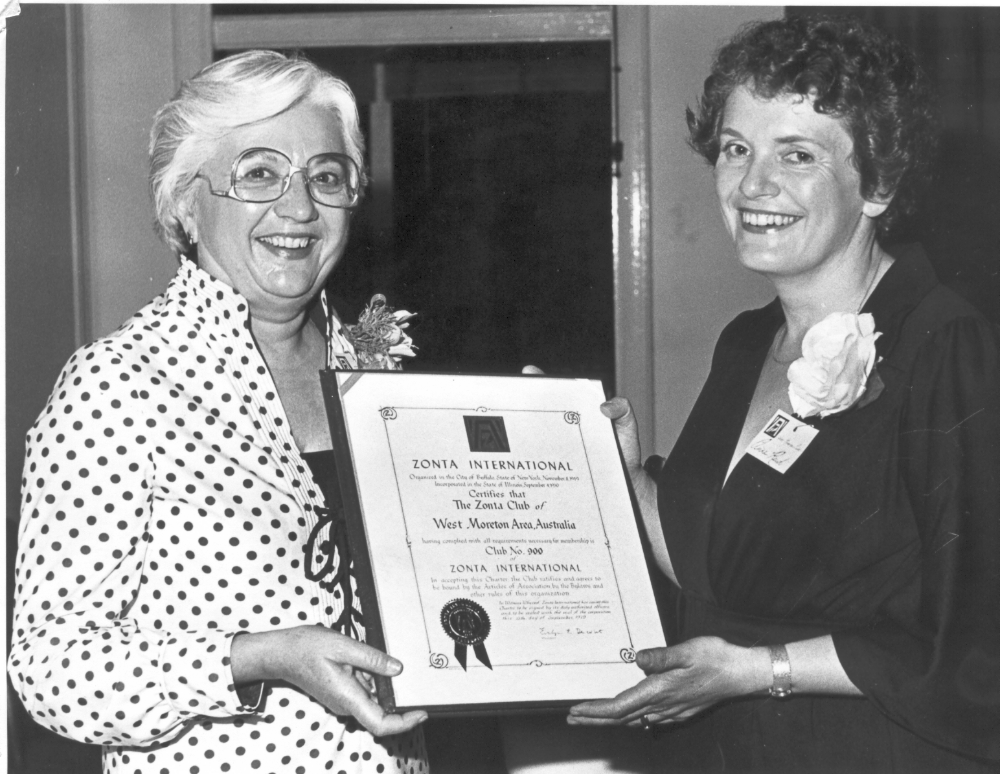 ZONTA INTERNATIONAL
Organized in the City of Buffalo, State of New York, November 8, 1919
Incorporated in the State of Illinois, September 4, 1930
Certifies that
The Zonta Club of
West Moreton Area, Australia
having complied with all requirements necessary for membership is
Club No. 900
of
ZONTA INTERNATIONAL
In accepting this Charter the Club ratifies and agrees to
be bound by the Articles of Association by the Bylaws and
other rules of this organization
In Witness Whereof Zonta International has caused this
Charter to be signed by its duly authorized officers
and to be sealed with the seal of the corporation
this day of September, 1979
President